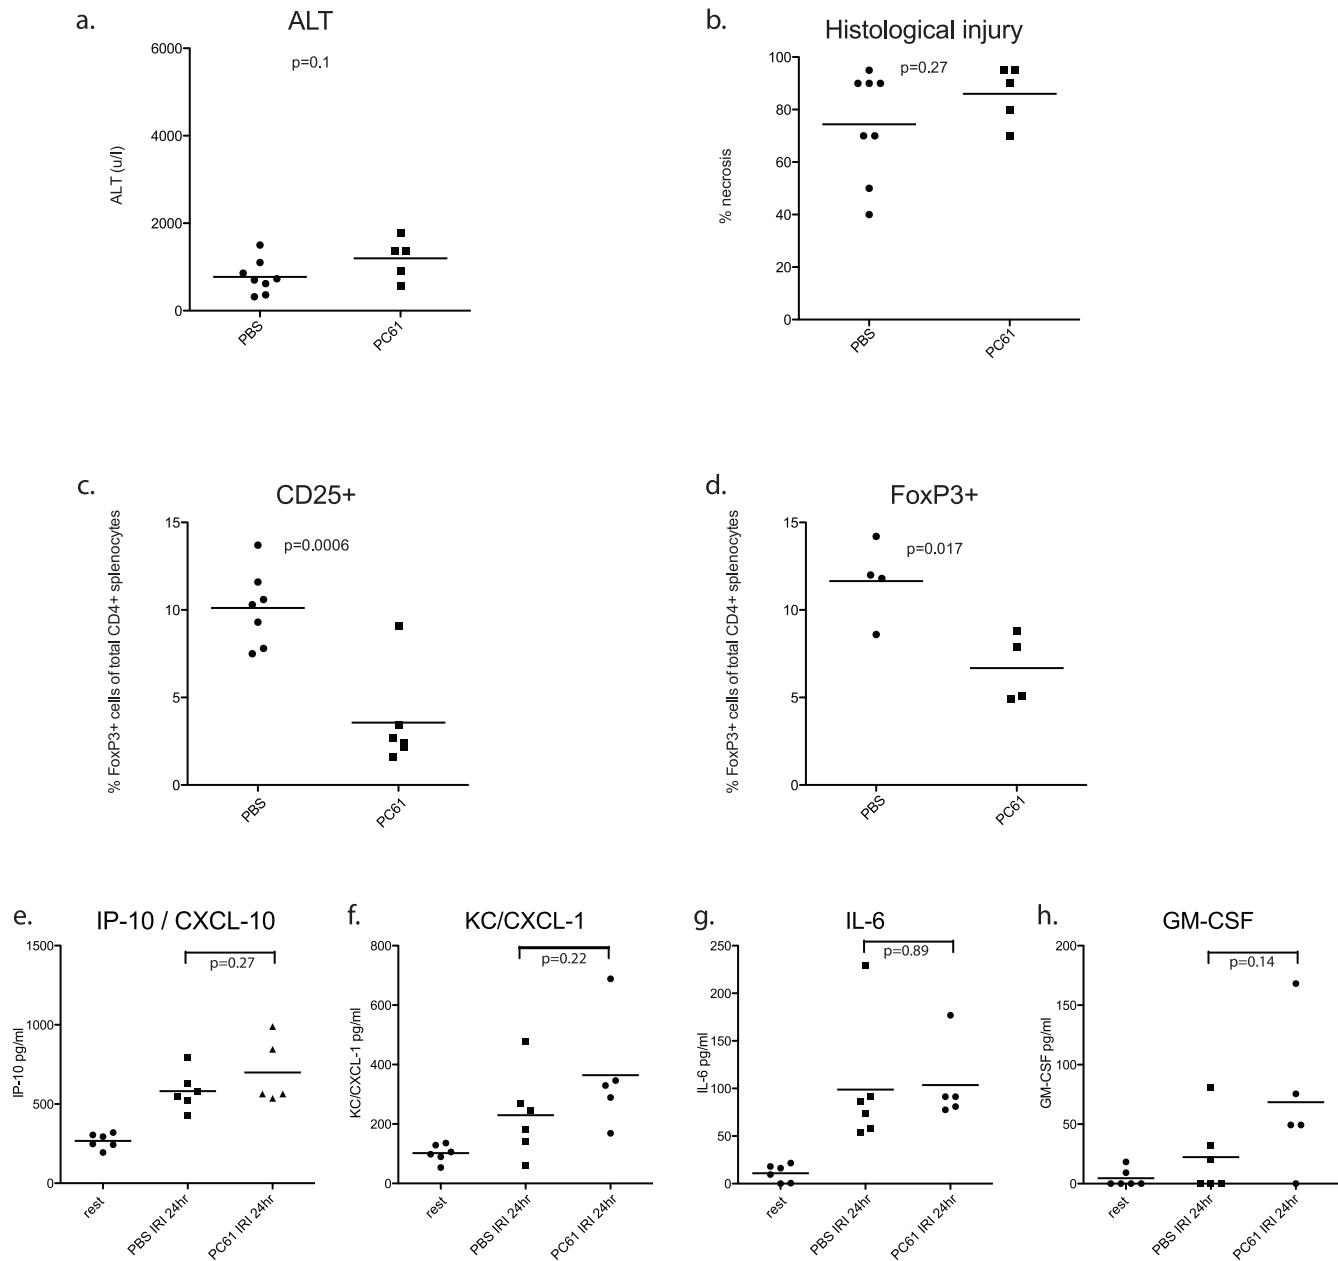 a.
ALT
p=0.1
ALT (u/l)
6000
4000
2000
0
PBS
PC61
b.
Histological injury
p=0.27
% necrosis
100
80
60
40
20
0
PBS
PC61
c.
CD25+
p=0.0006
% FoxP3+ cells of total CD4+ splenocytes
15
10
5
0
PBS
PC61
d.
FoxP3+
p=0.017
% FoxP3+ cells of total CD4+ splenocytes
15
10
5
0
PBS
PC61
e.
IP-10 / CXCL-10
p=0.27
IP-10 pg/ml
1500
1000
500
0
rest
PBS IRI 24hr
PC61 IRI 24hr
f.
KC/CXCL-1
p=0.22
KC/CXCL-1 pg/ml
800
600
400
200
0
rest
PBS IRI 24hr
PC61 IRI 24hr
g.
IL-6
p=0.89
IL-6 pg/ml
250
200
150
100
50
0
rest
PBS IRI 24hr
PC61 IRI 24hr
h.
GM-CSF
p=0.14
GM-CSF pg/ml
200
150
100
50
0
rest
PBS IRI 24hr
PC61 IRI 24hr